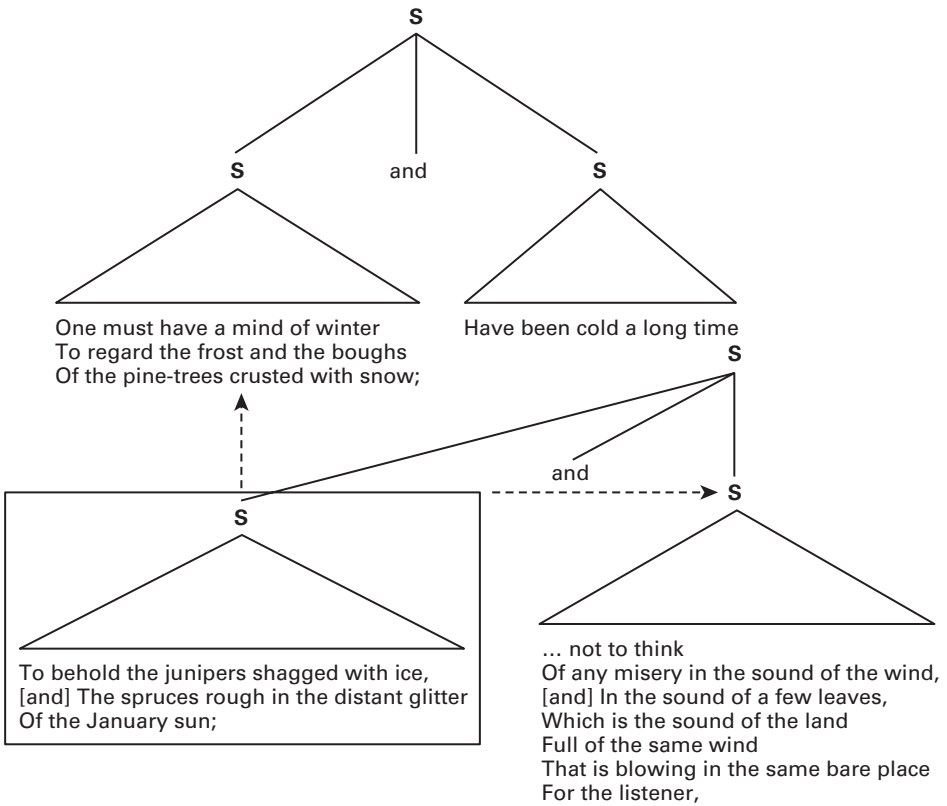 S
S
and
S
One must have a mind of winter
To regard the frost and the boughs
Of the pine-trees crusted with snow;
Have been cold a long time
S
and
S
S
To behold the junipers shagged with ice,
[and] The spruces rough in the distant glitter
Of the January sun;
... not to think
Of any misery in the sound of the wind,
[and] In the sound of a few leaves,
Which is the sound of the land
Full of the same wind
That is blowing in the same bare place
For the listener,